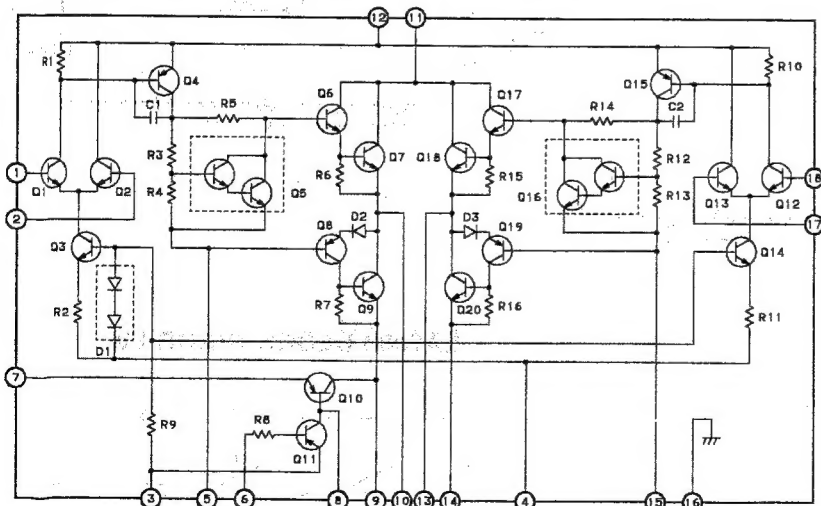 12 11
R1 Q4 Q6 Q17 Q15 R10
C1 R5 R14 C2
R3 Q7 Q18 R12
1 Q1 Q2 R4 Q5 R6 R15 Q16 R13 Q13 Q12 18
2 D2 D3 17
Q3 Q8 Q19 Q14
R2 R7 Q9 Q20 R16 R11
D1
7 Q10
R9 R8 Q11
3 5 6 8 9 10 13 14 4 15 16